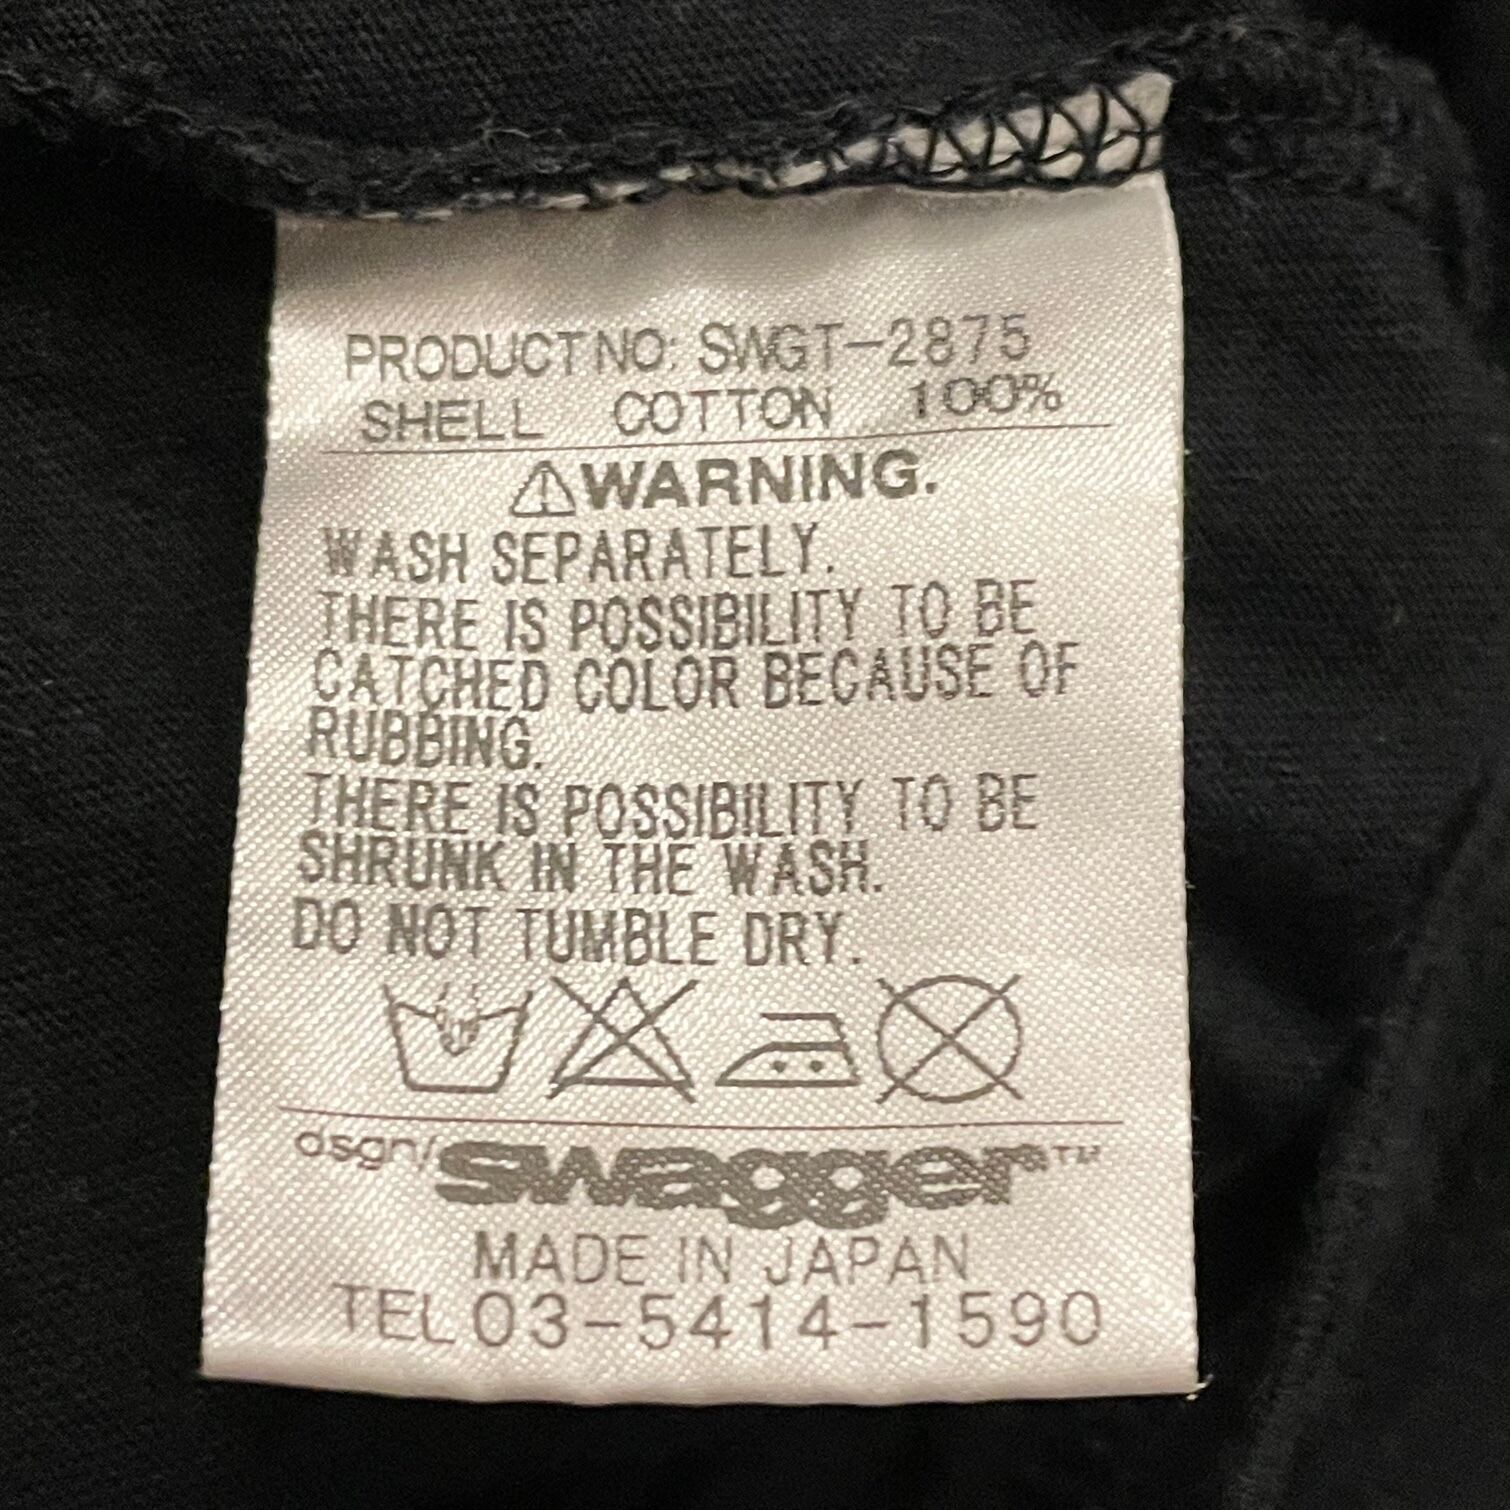 PRODUCT NO: SWGT-2875
SHELL COTTON 100%
WARNING.
WASH SEPARATELY.
THERE IS POSSIBILITY TO BE
CATCHED COLOR BECAUSE OF
RUBBING.
THERE IS POSSIBILITY TO BE
SHRUNK IN THE WASH.
DO NOT TUMBLE DRY.
dsgn/swagger™
MADE IN JAPAN
TEL 03-5414-1590